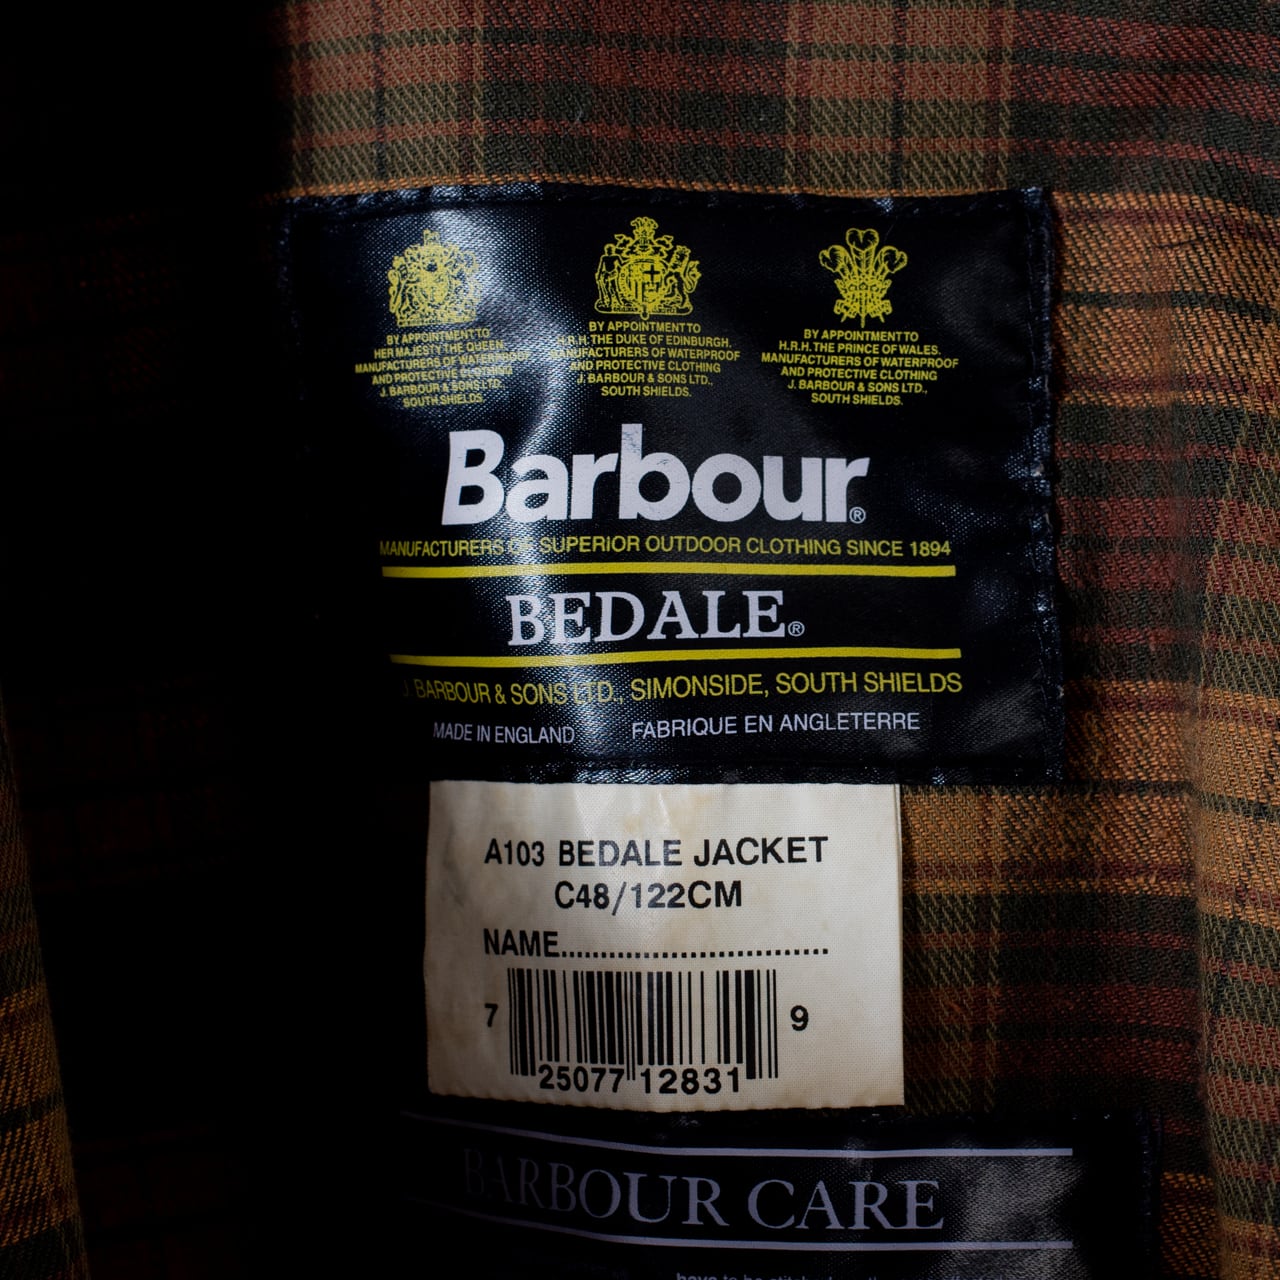 BY APPOINTMENT TO
HER MAJESTY THE QUEEN
MANUFACTURERS OF WATERPROOF
AND PROTECTIVE CLOTHING
J. BARBOUR & SONS LTD.
SOUTH SHIELDS.
BY APPOINTMENT TO
H.R.H. THE DUKE OF EDINBURGH.
MANUFACTURERS OF WATERPROOF
AND PROTECTIVE CLOTHING
J. BARBOUR & SONS LTD.,
SOUTH SHIELDS.
BY APPOINTMENT TO
H.R.H. THE PRINCE OF WALES.
MANUFACTURERS OF WATERPROOF
AND PROTECTIVE CLOTHING
J. BARBOUR & SONS LTD.,
SOUTH SHIELDS.
Barbour®
MANUFACTURERS OF SUPERIOR OUTDOOR CLOTHING SINCE 1894
BEDALE®
J. BARBOUR & SONS LTD., SIMONSIDE, SOUTH SHIELDS
MADE IN ENGLAND FABRIQUE EN ANGLETERRE
A103 BEDALE JACKET
C48/122CM
NAME..................................
7 25077 12831 9
BARBOUR CARE
have to be